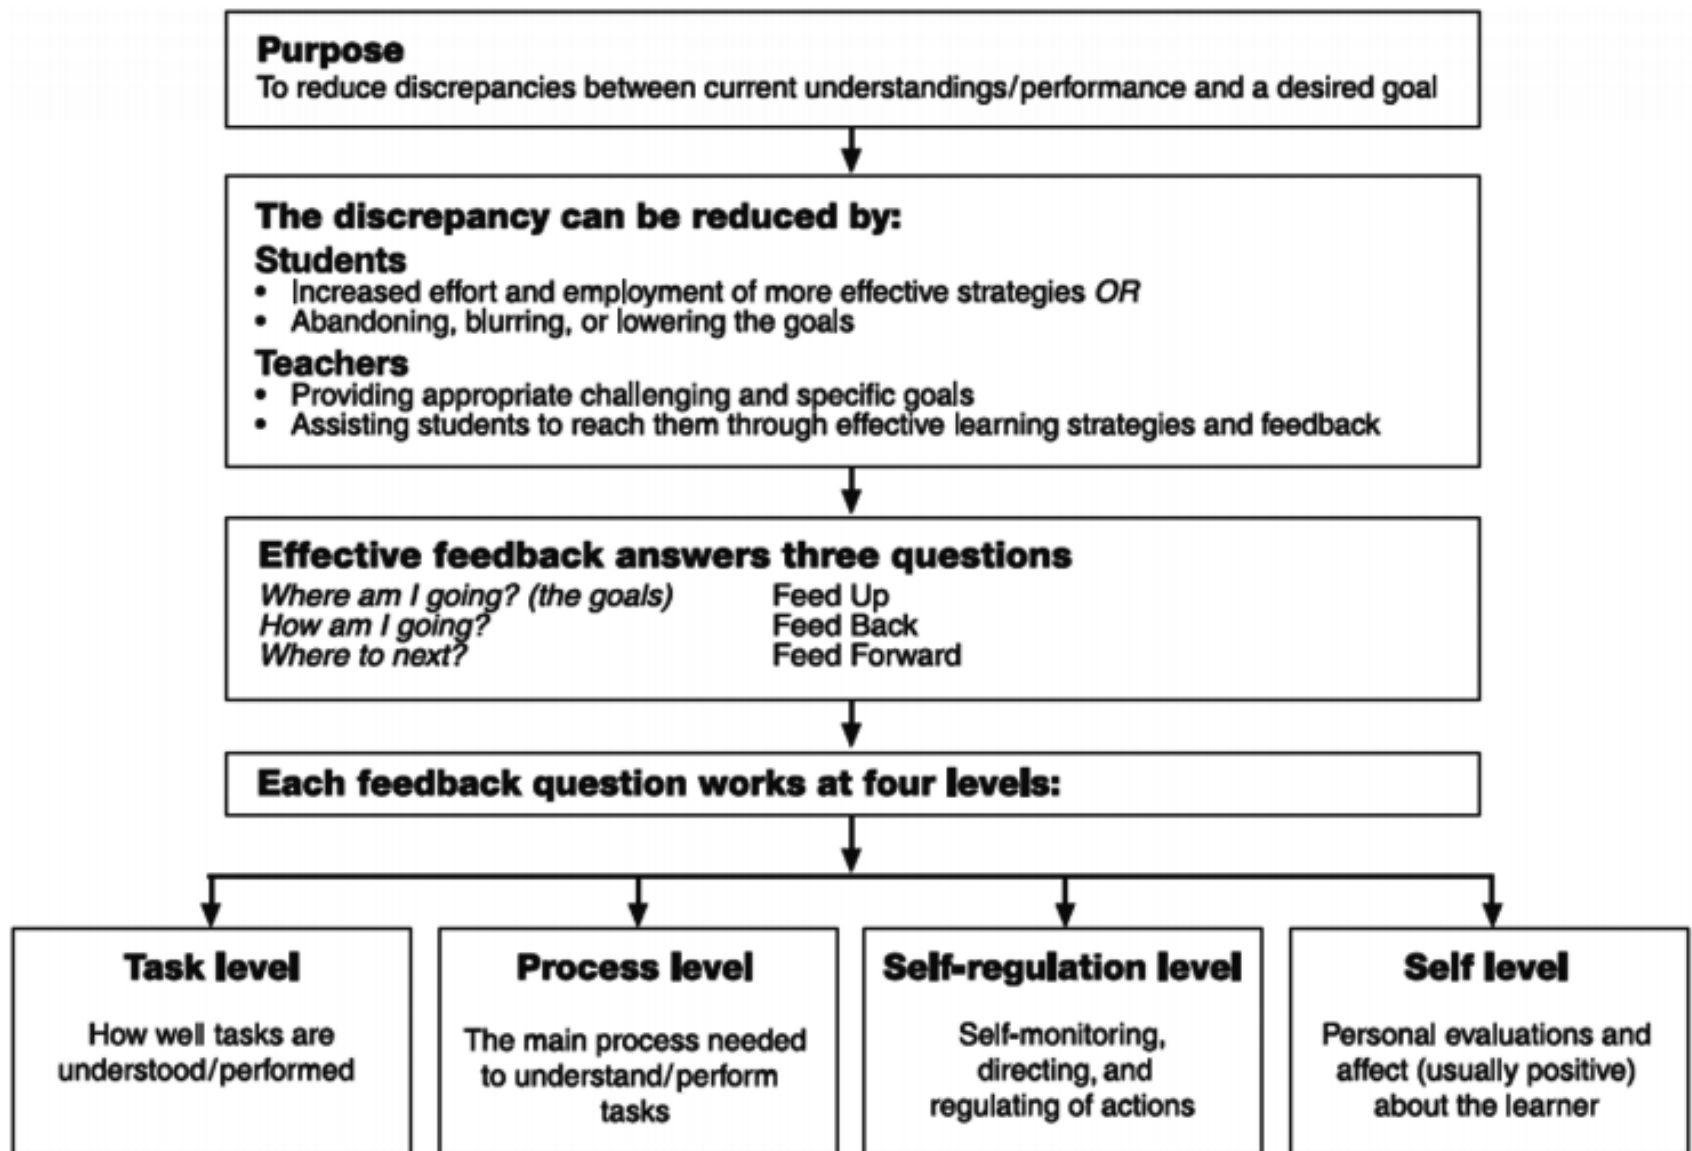 Purpose
To reduce discrepancies between current understandings/performance and a desired goal
The discrepancy can be reduced by:
Students
• Increased effort and employment of more effective strategies OR
• Abandoning, blurring, or lowering the goals
Teachers
• Providing appropriate challenging and specific goals
• Assisting students to reach them through effective learning strategies and feedback
Effective feedback answers three questions
Where am I going? (the goals) Feed Up
How am I going? Feed Back
Where to next? Feed Forward
Each feedback question works at four levels:
Task level
How well tasks are
understood/performed
Process level
The main process needed
to understand/perform
tasks
Self-regulation level
Self-monitoring,
directing, and
regulating of actions
Self level
Personal evaluations and
affect (usually positive)
about the learner